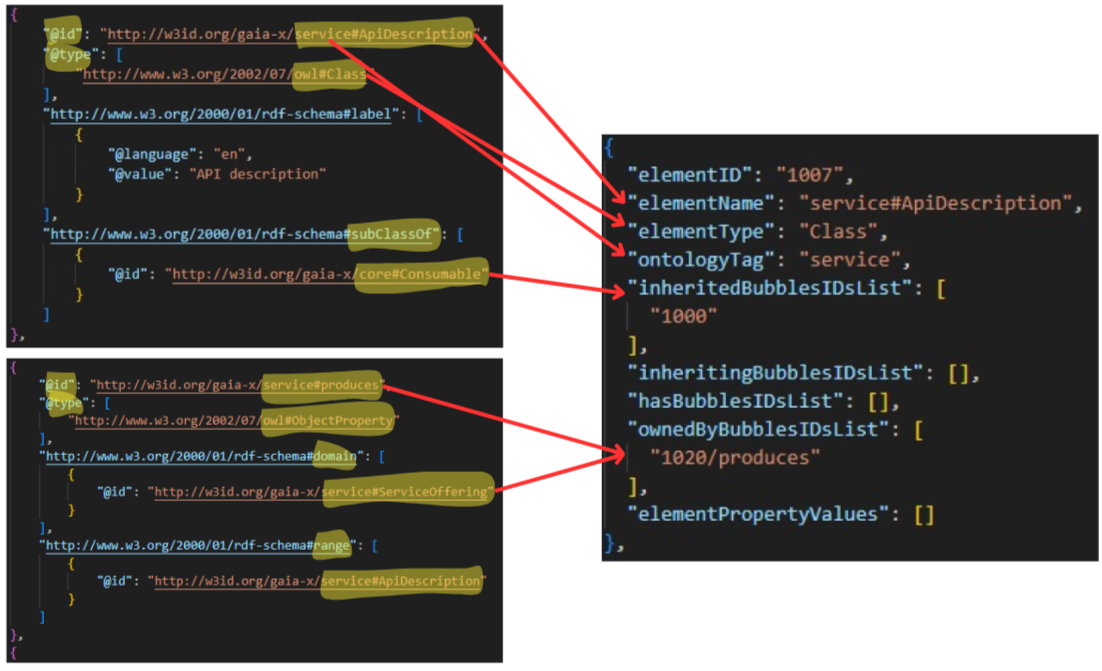 {
"@id": "http://w3id.org/gaia-x/service#ApiDescription",
"@type": [
"http://www.w3.org/2002/07/owl#Class"
],
"http://www.w3.org/2000/01/rdf-schema#label": [
{
"@language": "en",
"@value": "API description"
}
],
"http://www.w3.org/2000/01/rdf-schema#subClassOf": [
{
"@id": "http://w3id.org/gaia-x/core#Consumable"
}
]
},
{
"@id": "http://w3id.org/gaia-x/service#produces",
"@type": [
"http://www.w3.org/2002/07/owl#ObjectProperty"
],
"http://www.w3.org/2000/01/rdf-schema#domain": [
{
"@id": "http://w3id.org/gaia-x/service#ServiceOffering"
}
],
"http://www.w3.org/2000/01/rdf-schema#range": [
{
"@id": "http://w3id.org/gaia-x/service#ApiDescription"
}
]
},
{
{
"elementID": "1007",
"elementName": "service#ApiDescription",
"elementType": "Class",
"ontologyTag": "service",
"inheritedBubblesIDsList": [
"1000"
],
"inheritingBubblesIDsList": [],
"hasBubblesIDsList": [],
"ownedByBubblesIDsList": [
"1020/produces"
],
"elementPropertyValues": []
},